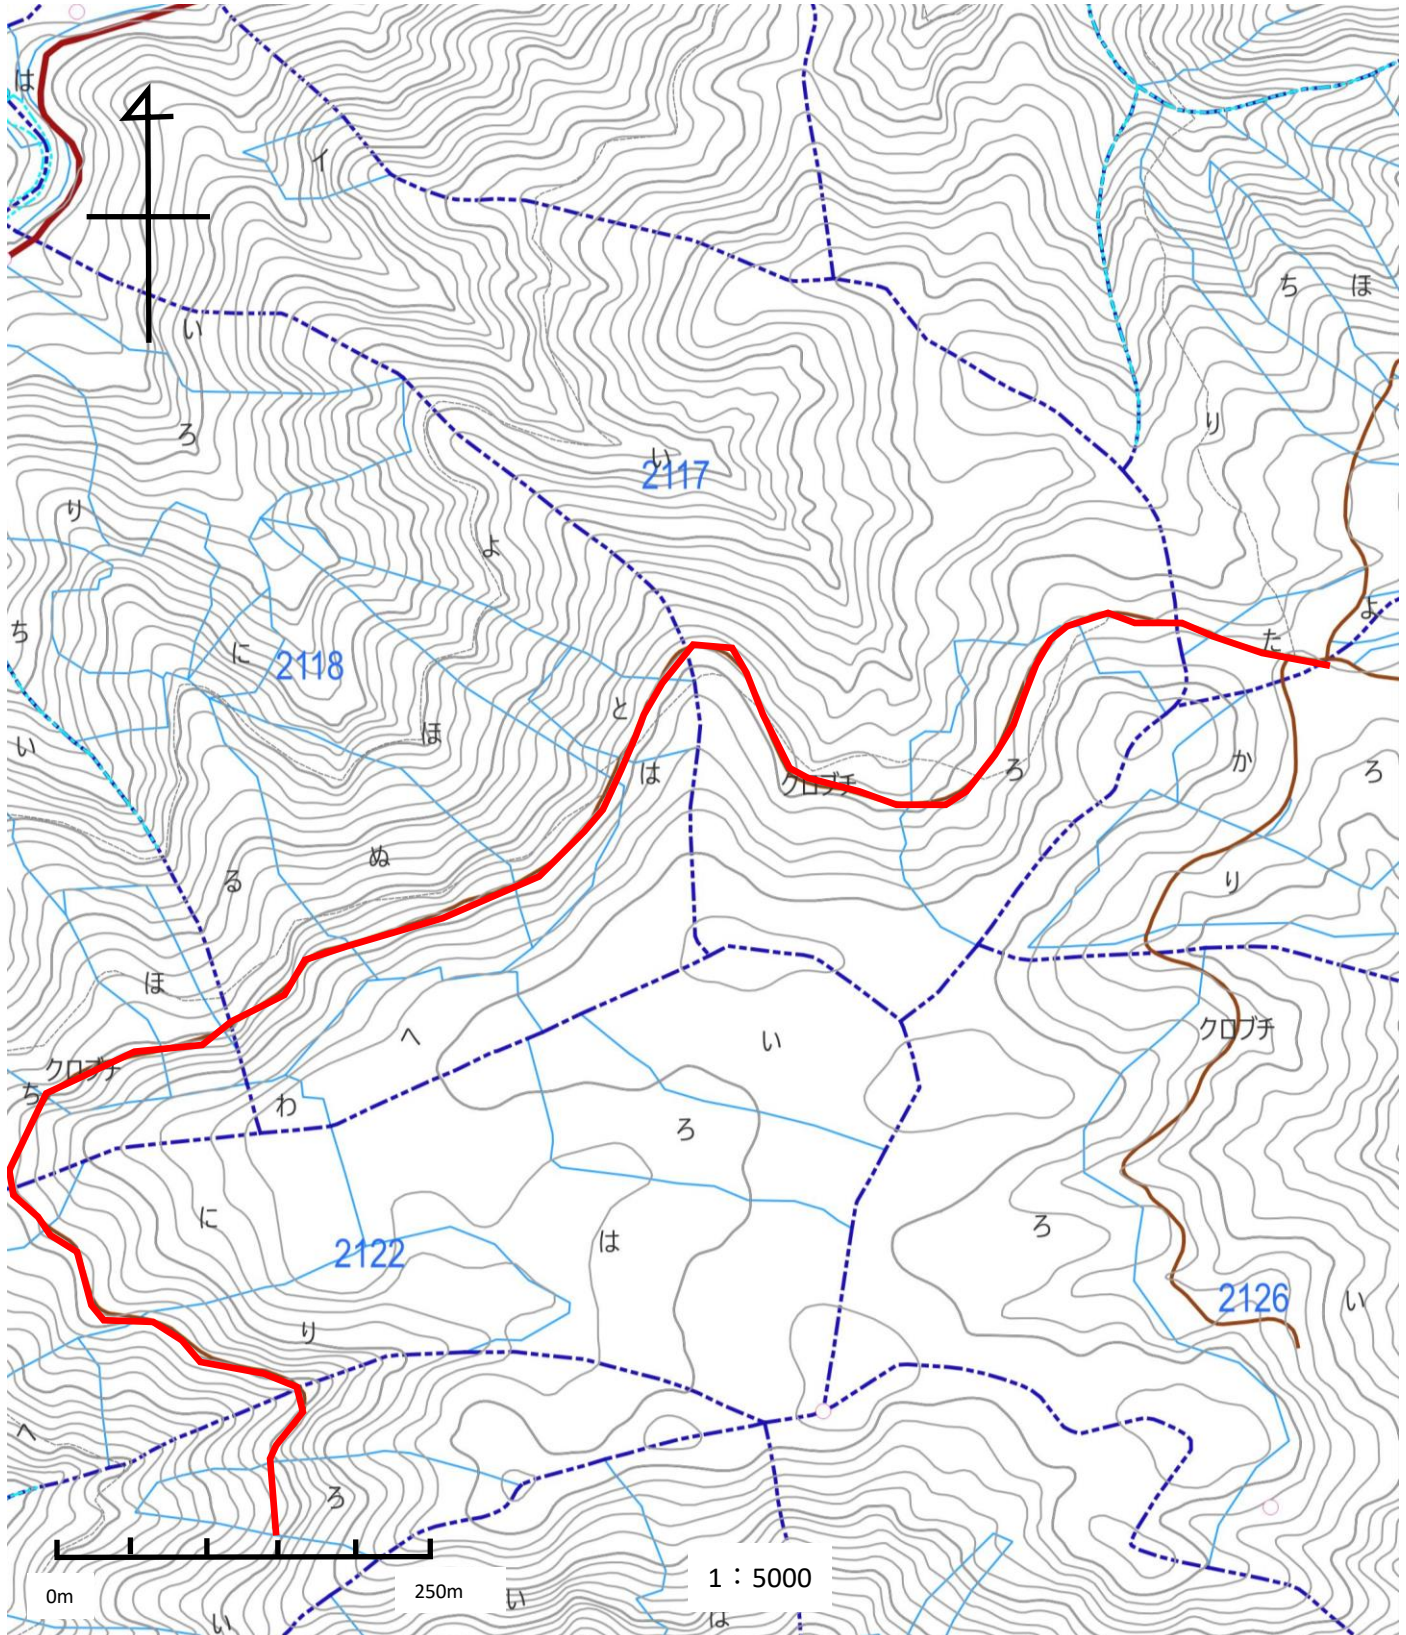 は
イ
ち ほ
い
り
ろ
い
2117
り
よ
よ
ち
た
に
2118
と
ほ
い
は
クロブチ
ろ
か
ろ
ぬ
る
り
ほ
クロブチ
へ
い
クロブチ
ち
わ
ろ
に
ろ
は
2122
2126
い
り
へ
ろ
1：5000
0m
250m
い
い
は